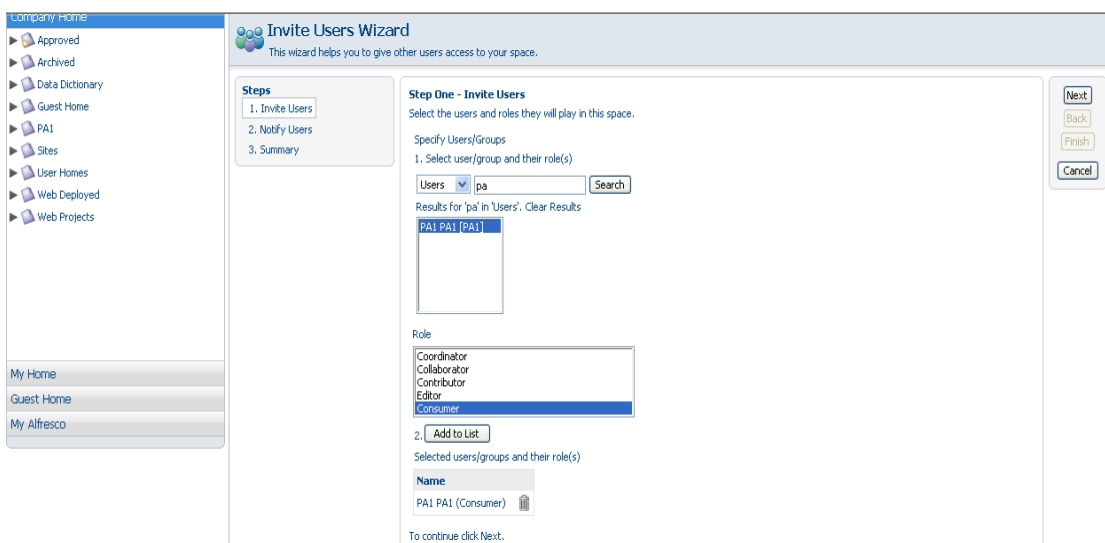 Company Home
Approved
Archived
Data Dictionary
Guest Home
PA1
Sites
User Homes
Web Deployed
Web Projects
My Home
Guest Home
My Alfresco
Invite Users Wizard
This wizard helps you to give other users access to your space.
Steps
1. Invite Users
2. Notify Users
3. Summary
Step One - Invite Users
Select the users and roles they will play in this space.
Specify Users/Groups
1. Select user/group and their role(s)
Users pa Search
Results for 'pa' in 'Users'. Clear Results
PA1 PA1 [PA1]
Role
Coordinator
Collaborator
Contributor
Editor
Consumer
2. Add to List
Selected users/groups and their role(s)
Name
PA1 PA1 (Consumer)
To continue click Next.
Next
Back
Finish
Cancel